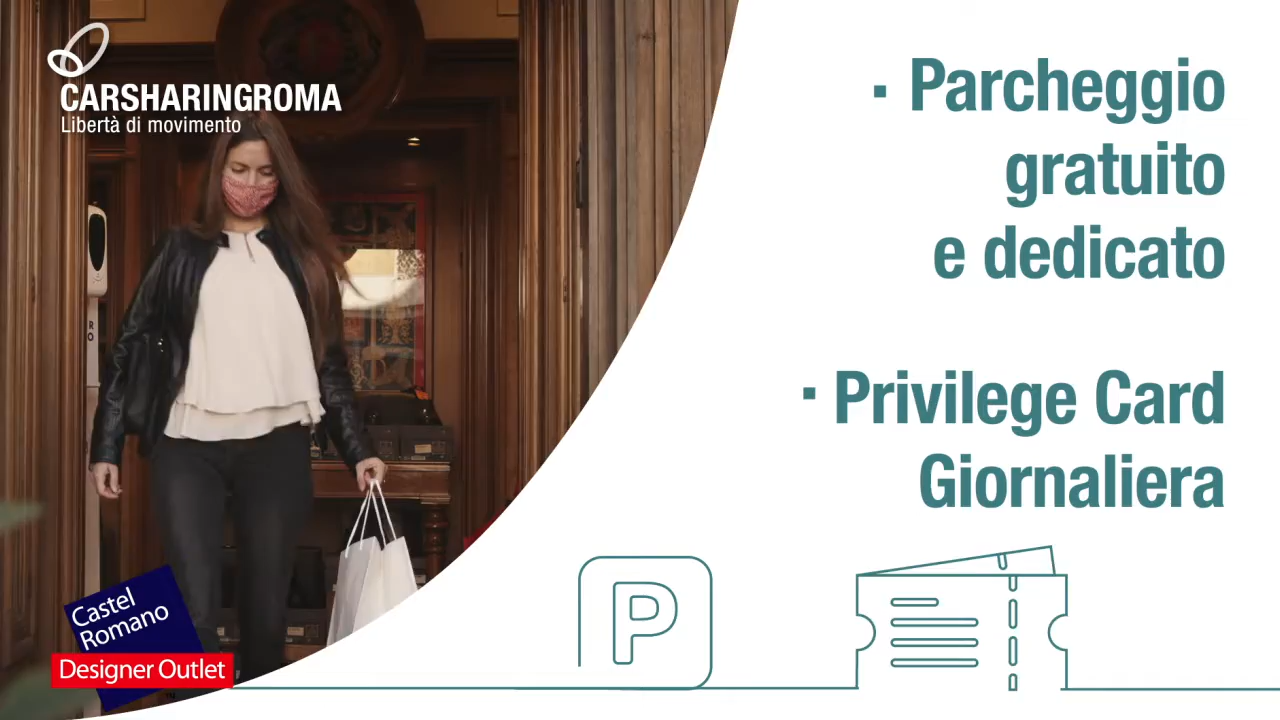 CARSHARINGROMA
Libertà di movimento
· Parcheggio
gratuito
e dedicato
· Privilege Card
Giornaliera
P
Castel
Romano
Designer Outlet